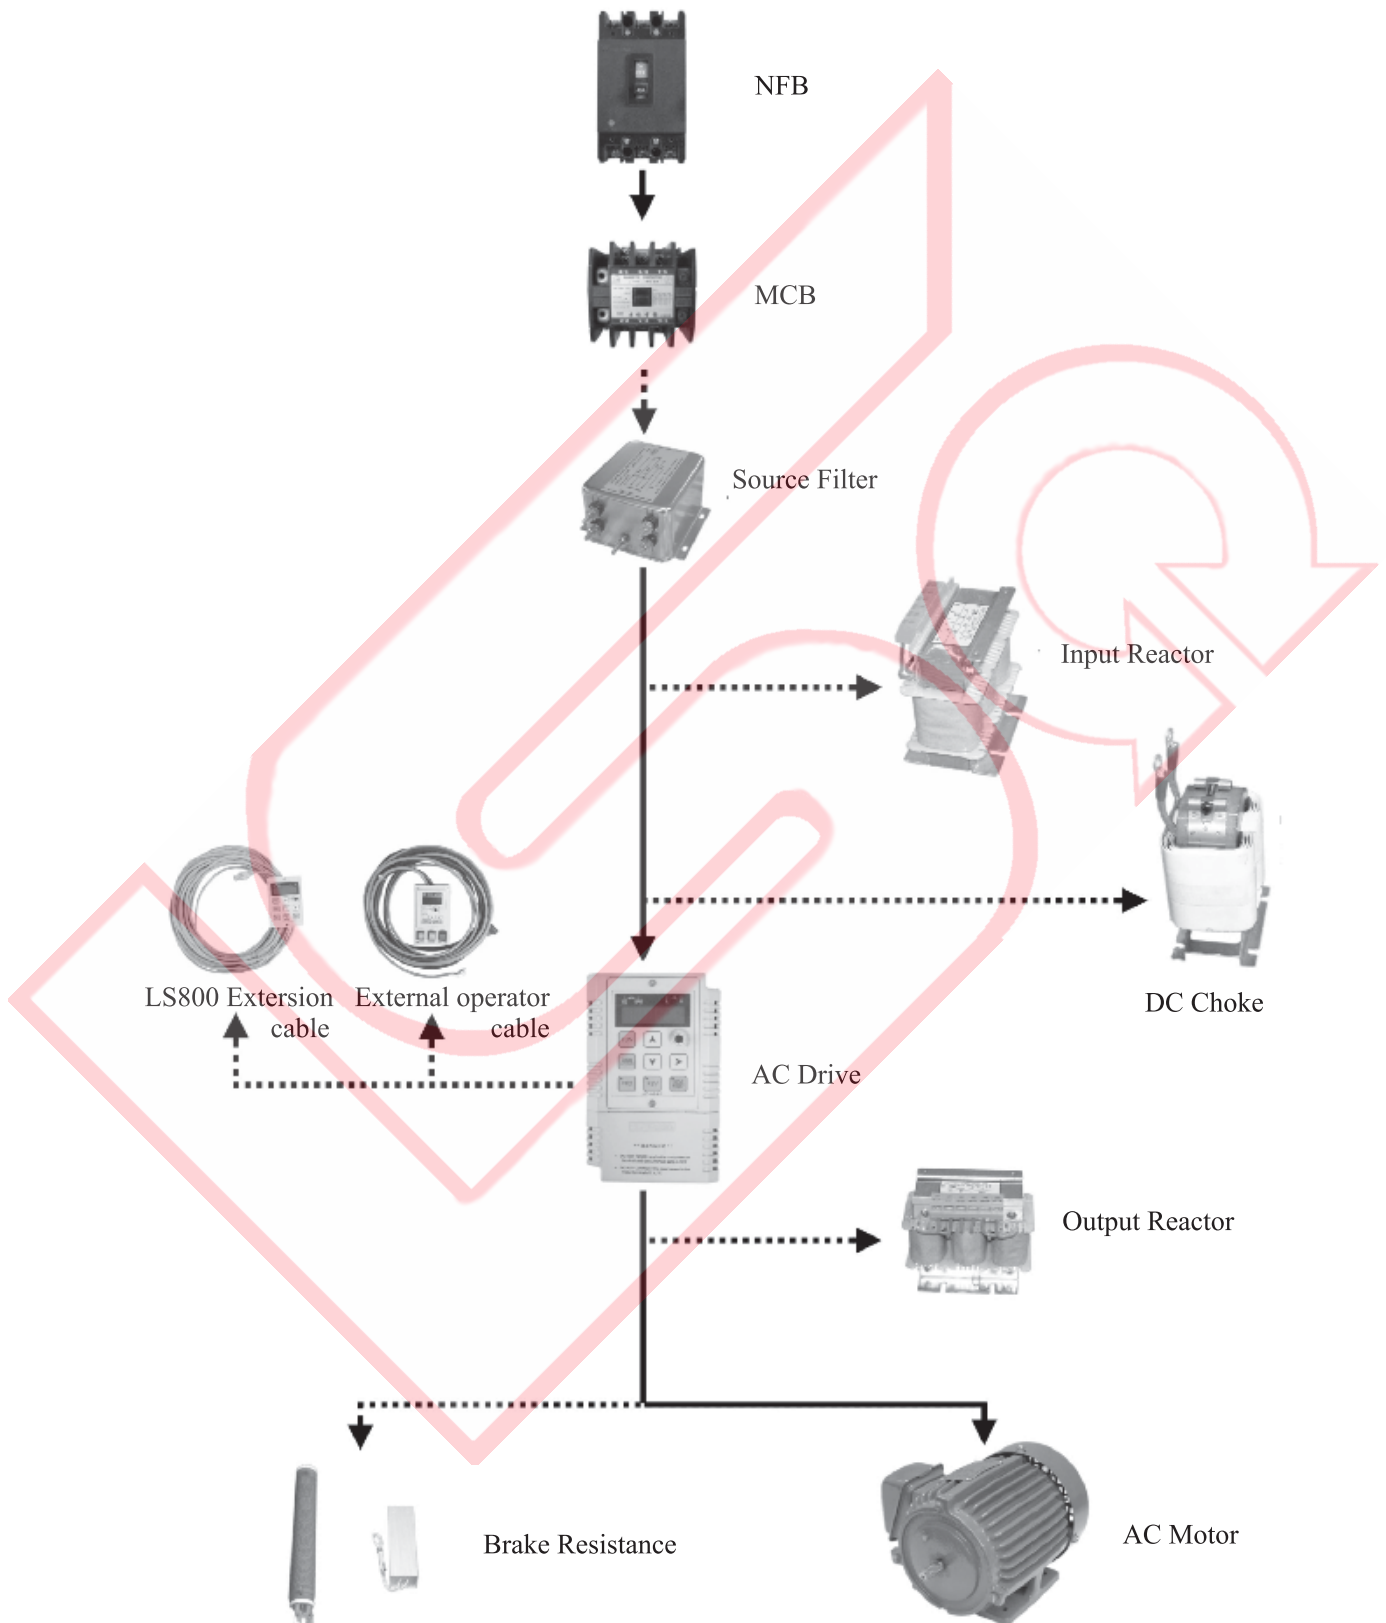 NFB
MCB
Source Filter
Input Reactor
DC Choke
LS800 Extersion
cable
External operator
cable
AC Drive
Output Reactor
Brake Resistance
AC Motor